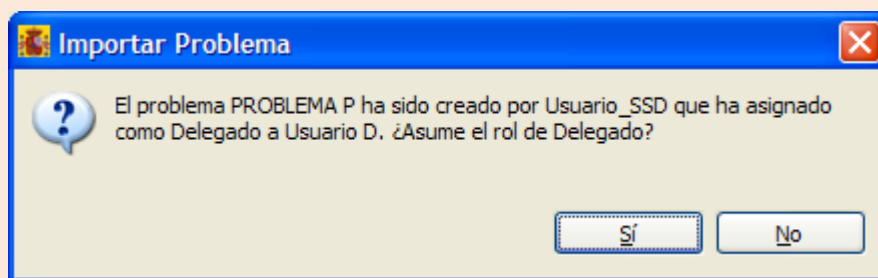 Importar Problema
El problema PROBLEMA P ha sido creado por Usuario_SSD que ha asignado
como Delegado a Usuario D. ¿Asume el rol de Delegado?
Sí
No